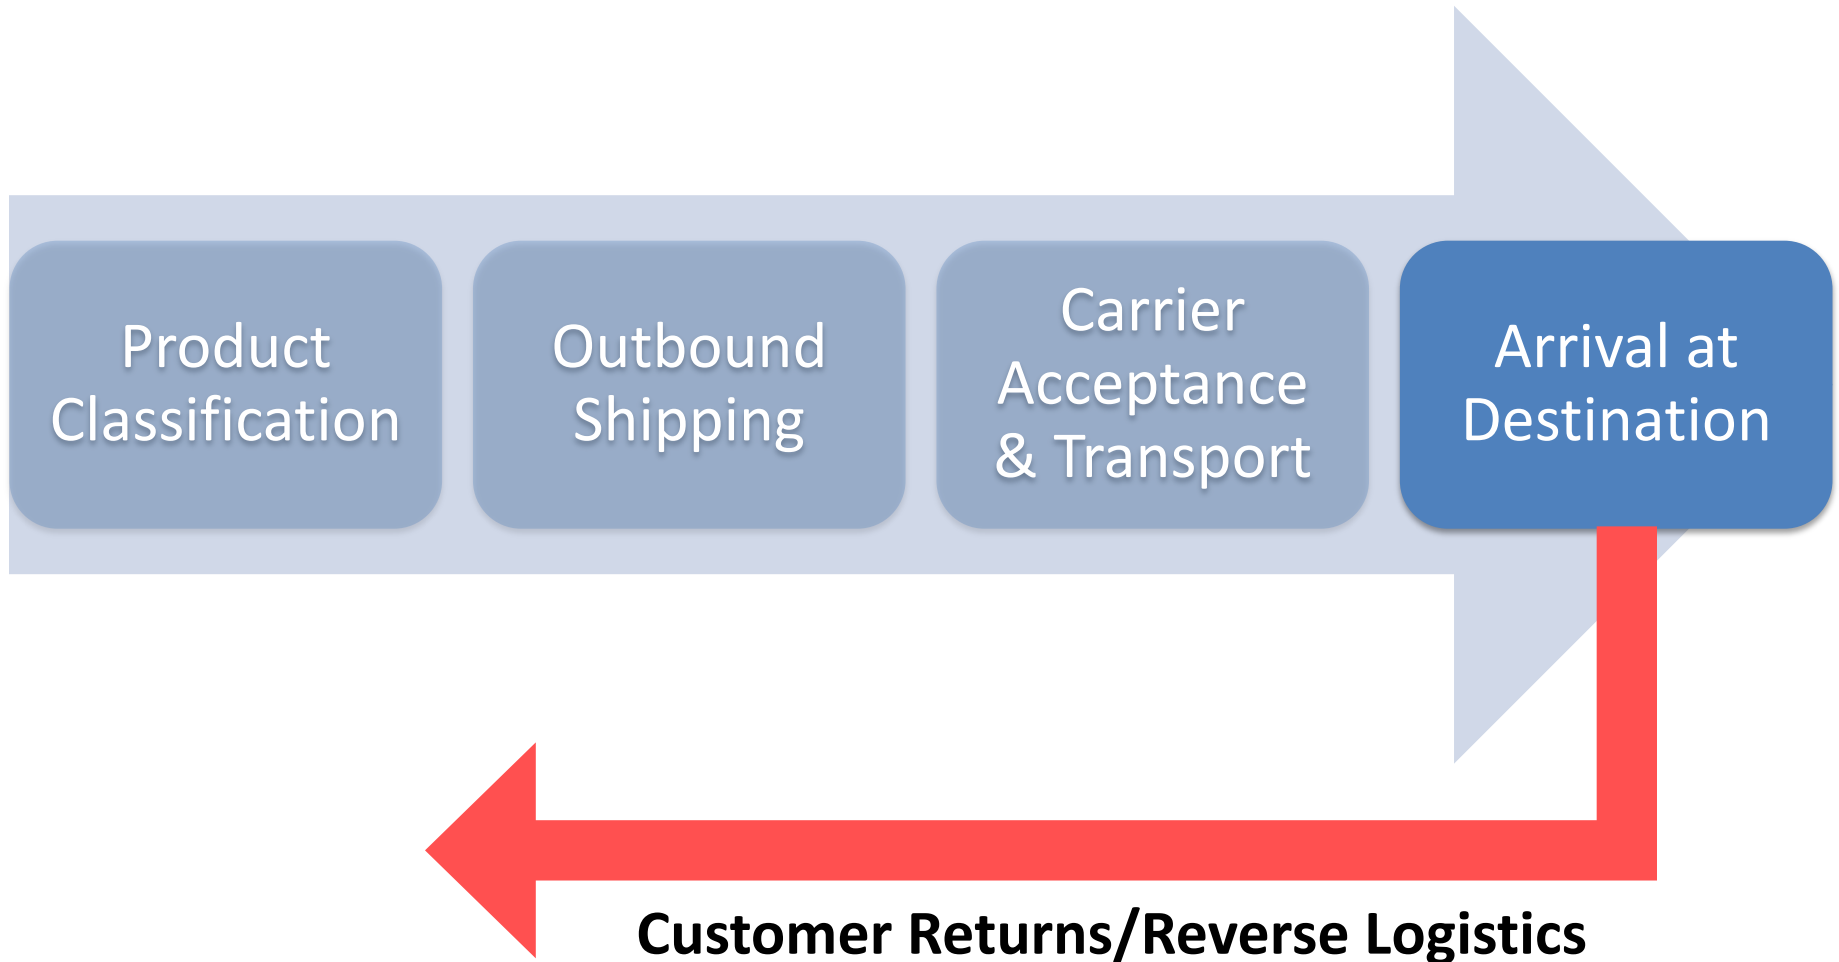 Product
Classification
Outbound
Shipping
Carrier
Acceptance
& Transport
Arrival at
Destination
Customer Returns/Reverse Logistics